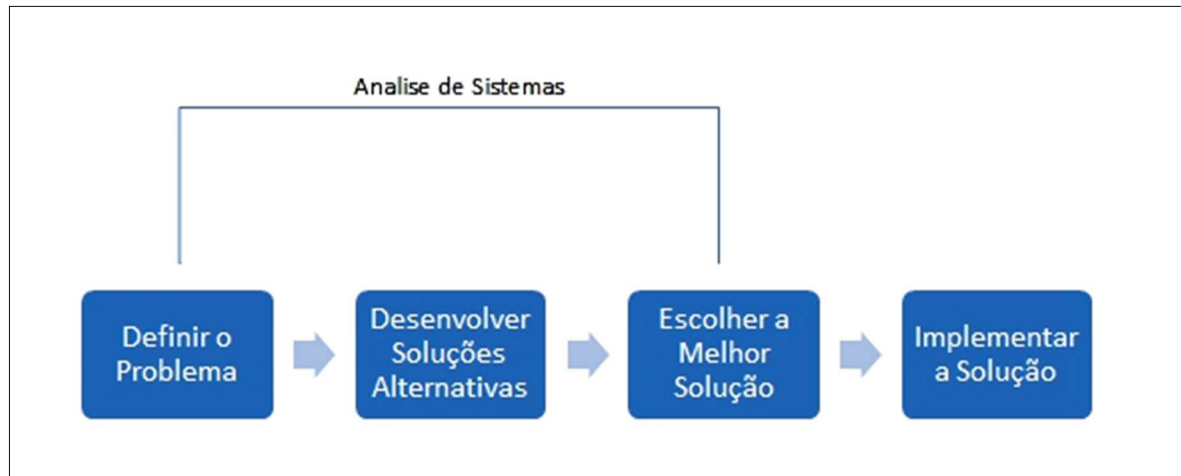 Analise de Sistemas
Definir o
Problema
Desenvolver
Soluções
Alternativas
Escolher a
Melhor
Solução
Implementar
a Solução